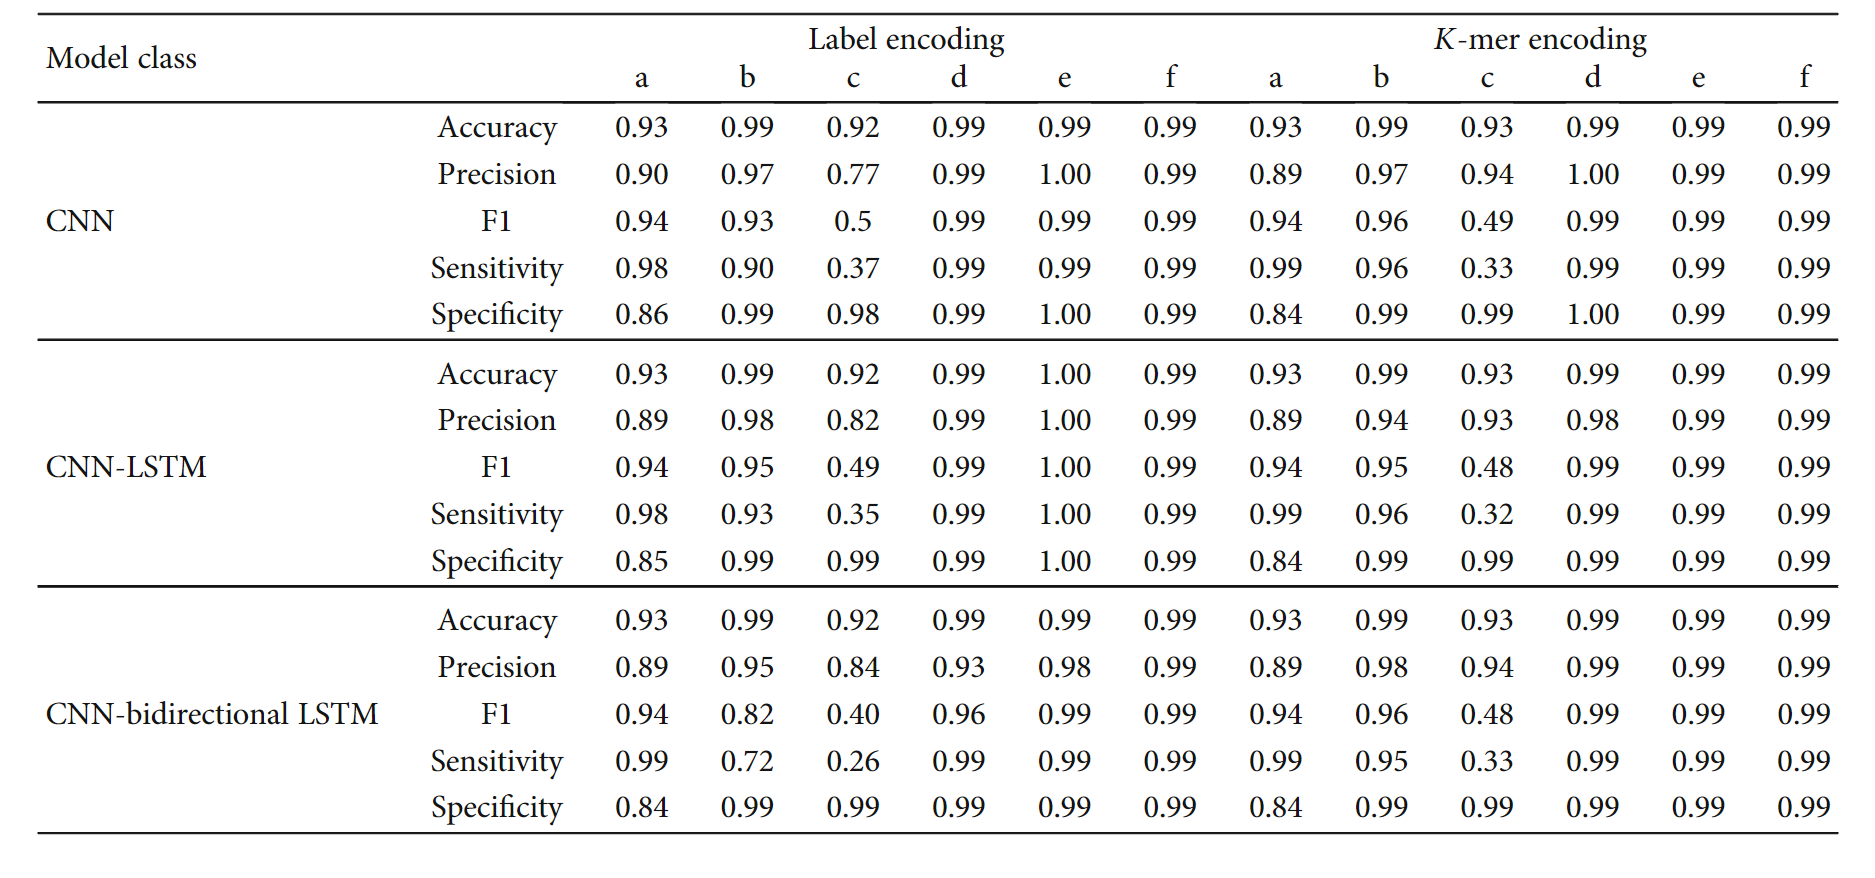 Model class Label encoding K-mer encoding
a b c d e f a b c d e f
Accuracy 0.93 0.99 0.92 0.99 0.99 0.99 0.93 0.99 0.93 0.99 0.99 0.99
Precision 0.90 0.97 0.77 0.99 1.00 0.99 0.89 0.97 0.94 1.00 0.99 0.99
CNN F1 0.94 0.93 0.5 0.99 0.99 0.99 0.94 0.96 0.49 0.99 0.99 0.99
Sensitivity 0.98 0.90 0.37 0.99 0.99 0.99 0.99 0.96 0.33 0.99 0.99 0.99
Specificity 0.86 0.99 0.98 0.99 1.00 0.99 0.84 0.99 0.99 1.00 0.99 0.99
Accuracy 0.93 0.99 0.92 0.99 1.00 0.99 0.93 0.99 0.93 0.99 0.99 0.99
Precision 0.89 0.98 0.82 0.99 1.00 0.99 0.89 0.94 0.93 0.98 0.99 0.99
CNN-LSTM F1 0.94 0.95 0.49 0.99 1.00 0.99 0.94 0.95 0.48 0.99 0.99 0.99
Sensitivity 0.98 0.93 0.35 0.99 1.00 0.99 0.99 0.96 0.32 0.99 0.99 0.99
Specificity 0.85 0.99 0.99 0.99 1.00 0.99 0.84 0.99 0.99 0.99 0.99 0.99
Accuracy 0.93 0.99 0.92 0.99 0.99 0.99 0.93 0.99 0.93 0.99 0.99 0.99
Precision 0.89 0.95 0.84 0.93 0.98 0.99 0.89 0.98 0.94 0.99 0.99 0.99
CNN-bidirectional LSTM F1 0.94 0.82 0.40 0.96 0.99 0.99 0.94 0.96 0.48 0.99 0.99 0.99
Sensitivity 0.99 0.72 0.26 0.99 0.99 0.99 0.99 0.95 0.33 0.99 0.99 0.99
Specificity 0.84 0.99 0.99 0.99 0.99 0.99 0.84 0.99 0.99 0.99 0.99 0.99